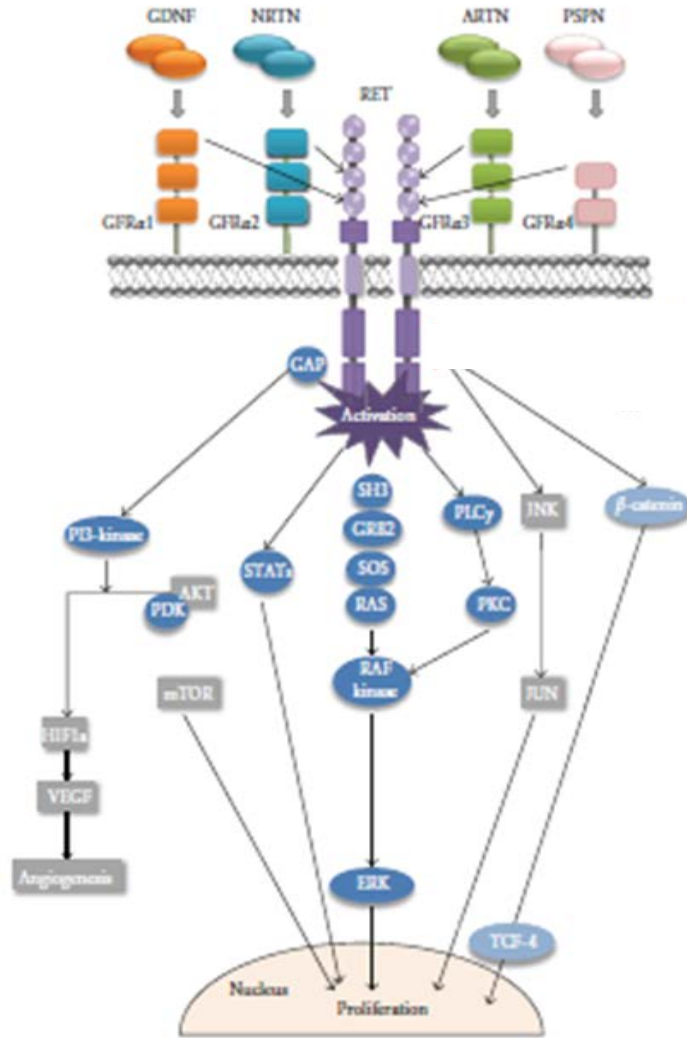 GDNF
NRTN
ARTN
PSPN
RET
GFRα1
GFRα2
GFRα3
GFRα4
GAP
Activation
SH3
GRB2
SOS
RAS
PLCγ
JNK
β-catenin
PI3-kinase
STATs
AKT
PDK
PKC
RAF
kinase
mTOR
JUN
HIF1a
VEGF
Angiogenesis
ERK
TCF-4
Nucleus
Proliferation